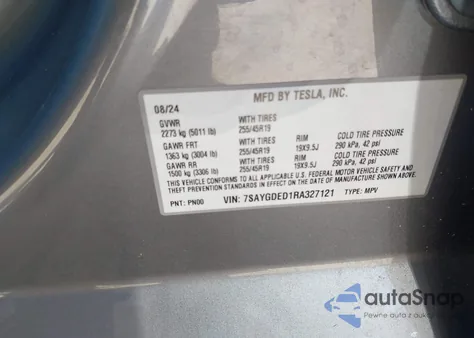 MFD BY TESLA, INC.
08/24
GVWR WITH TIRES
2273 kg (5011 lb) 255/45R19
GAWR FRT WITH TIRES RIM COLD TIRE PRESSURE
1363 kg (3004 lb) 255/45R19 19X9.5J 290 kPa, 42 psi
GAWR RR WITH TIRES RIM COLD TIRE PRESSURE
1500 kg (3306 lb) 255/45R19 19X9.5J 290 kPa, 42 psi
THIS VEHICLE CONFORMS TO ALL APPLICABLE U.S. FEDERAL MOTOR VEHICLE SAFETY AND
THEFT PREVENTION STANDARDS IN EFFECT ON THE DATE OF MANUFACTURE SHOWN ABOVE.
PNT: PN00 VIN: 7SAYGDED1RA327121 TYPE: MPV
autoSnap
Pewne auto z aukcji